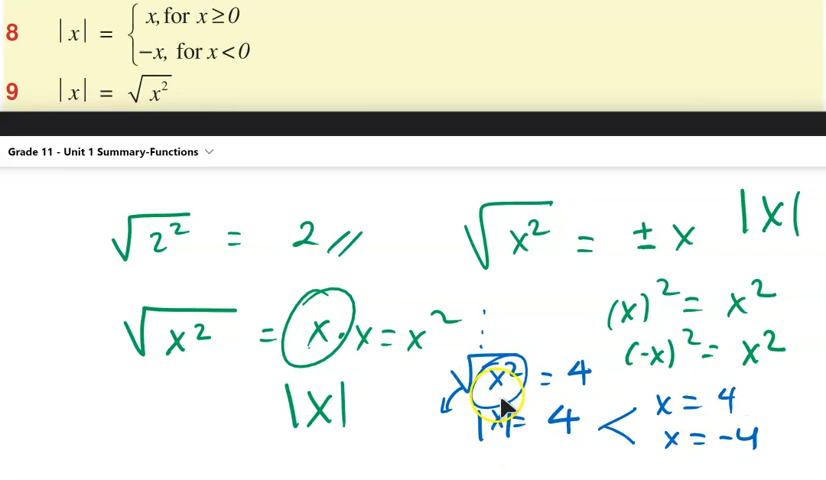 8 |x| = { x, for x ≥ 0
−x, for x < 0
9 |x| = √x²
Grade 11 - Unit 1 Summary-Functions
√2² = 2 //
√x² = ± x |X|
√x² = x · x = x²
(x)² = x²
(-x)² = x²
√x² = 4
|X|
|x| = 4 < x = 4
x = -4